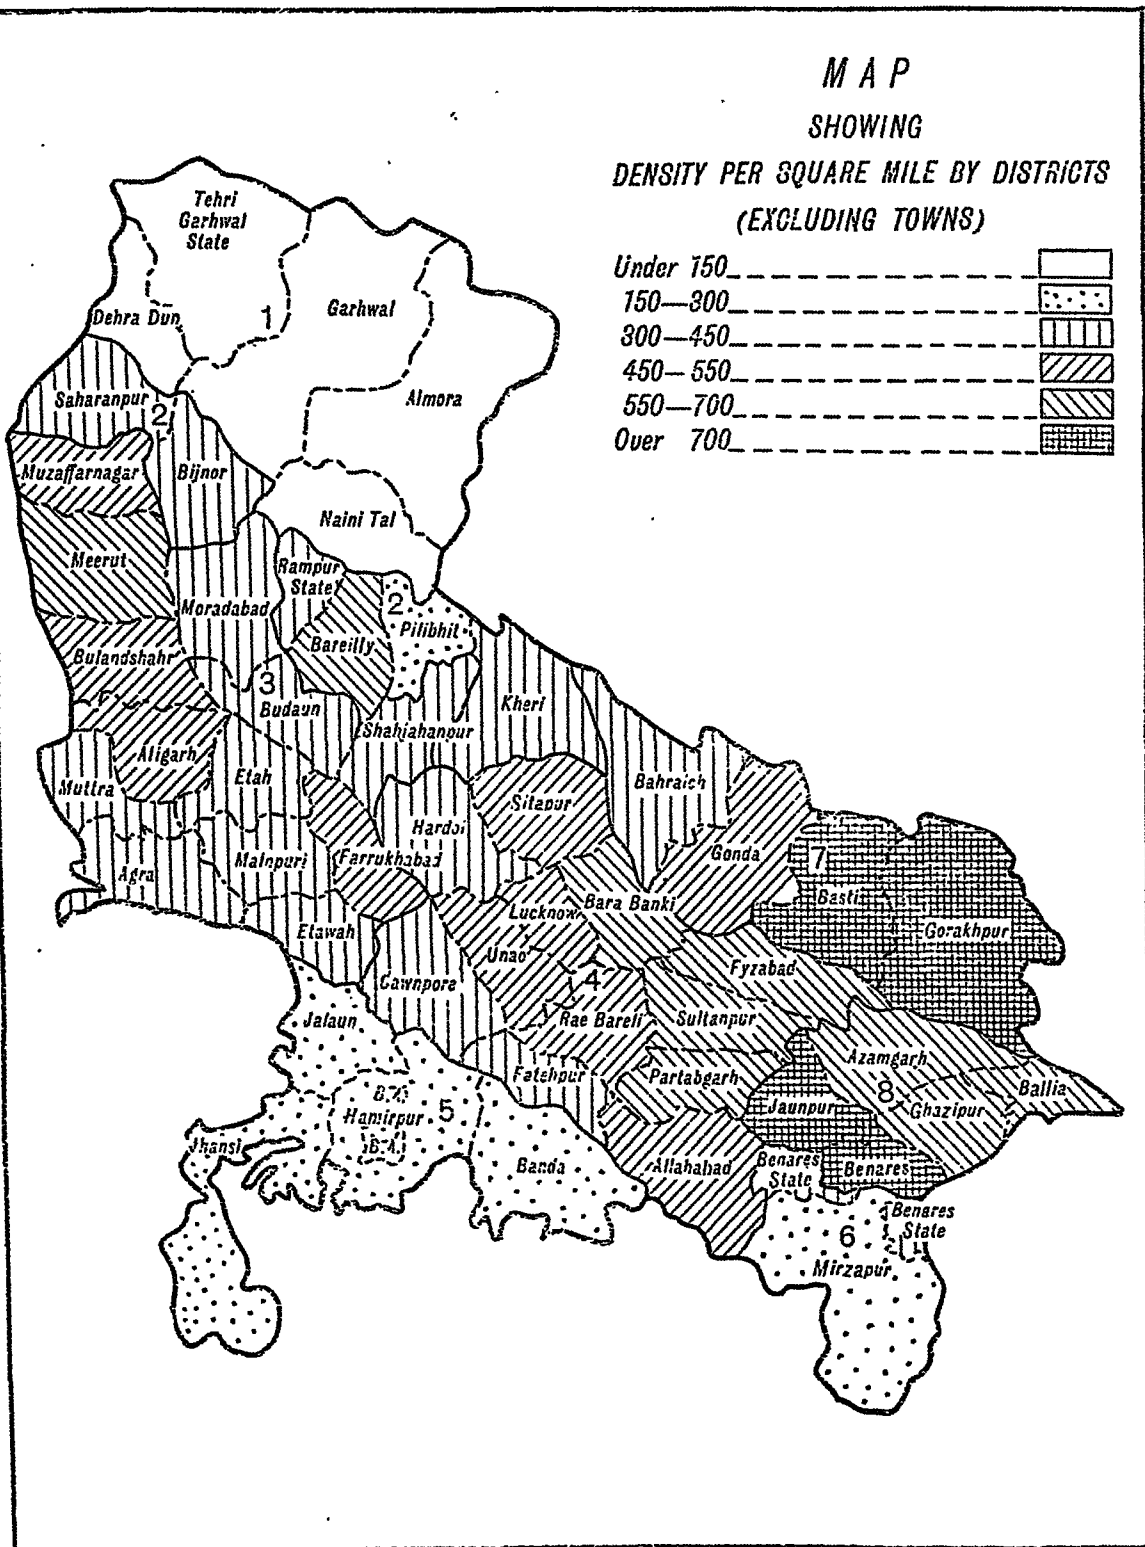 MAP
SHOWING
DENSITY PER SQUARE MILE BY DISTRICTS
(EXCLUDING TOWNS)
Under 150
150—300
300—450
450—550
550—700
Over 700
Tehri
Garhwal
State
1
Garhwal
Dehra Dun
Almora
Saharanpur
2
Muzaffarnagar
Bijnor
Naini Tal
Meerut
Rampur
State
Moradabad
2
Pilibhit
Bareilly
Bulandshahr
3
Budaun
Kheri
Shahjahanpur
Aligarh
Etah
Muttra
Bahraich
Sitapur
Hardoi
Mainpuri
Farrukhabad
Gonda
7
Agra
Basti
Bara Banki
Lucknow
Gorakhpur
Etawah
Unao
Fyzabad
Cawnpore
4
Jalaun
Rae Bareli
Sultanpur
Azamgarh
Fatehpur
Partabgarh
8
Ballia
Ghazipur
Jaunpur
Hamirpur
5
Jhansi
Banda
Allahabad
Benares
State
Benares
Benares
State
6
Mirzapur